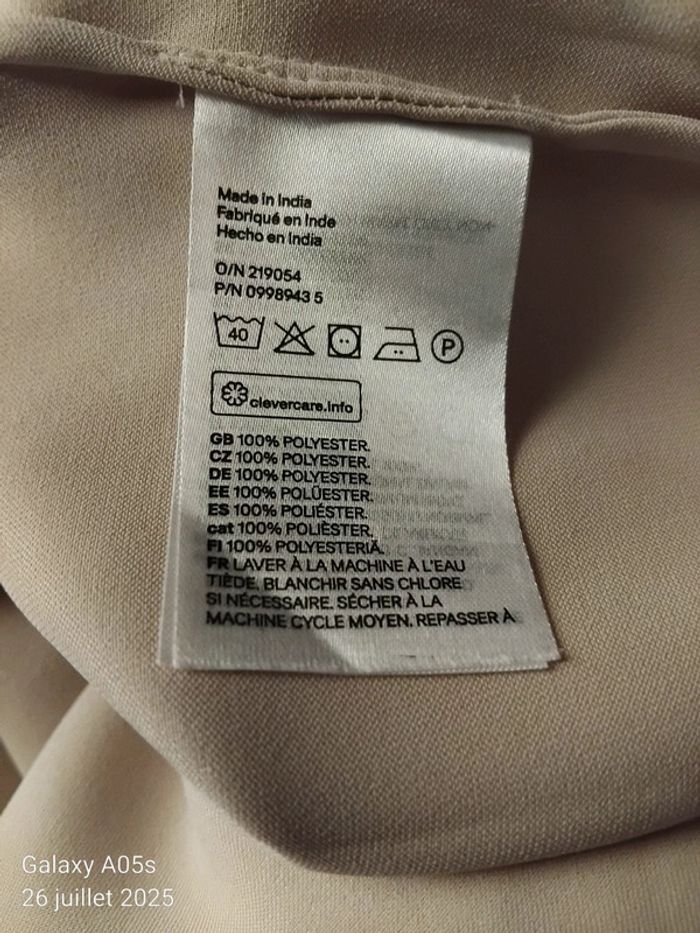 Made in India
Fabriqué en Inde
Hecho en India
O/N 219054
P/N 0998943 5
40
P
clevercare.info
GB 100% POLYESTER.
CZ 100% POLYESTER.
DE 100% POLYESTER.
EE 100% POLÜESTER.
ES 100% POLIÉSTER.
cat 100% POLIÈSTER.
FI 100% POLYESTERIÄ.
FR LAVER À LA MACHINE À L'EAU
TIÈDE. BLANCHIR SANS CHLORE
SI NÉCESSAIRE. SÉCHER À LA
MACHINE CYCLE MOYEN. REPASSER À
Galaxy A05s
26 juillet 2025